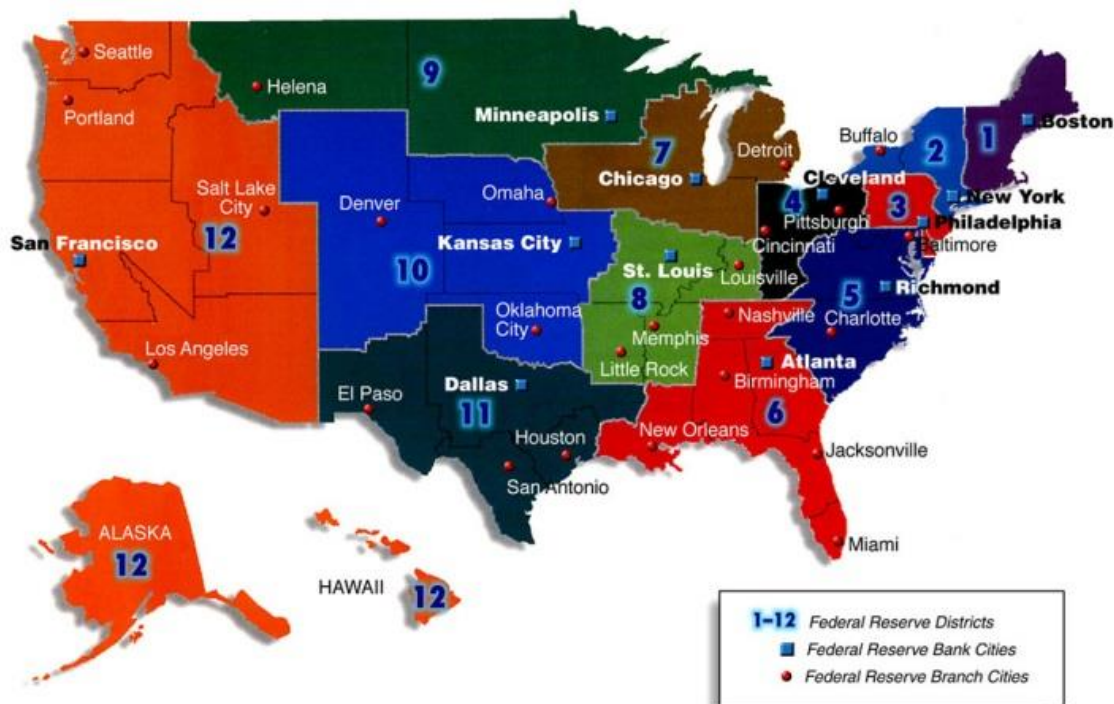 Seattle
Portland
Helena
9
Minneapolis
7
Chicago
Detroit
Buffalo
2
1
Boston
Cleveland
4
Pittsburgh
3
New York
Philadelphia
Cincinnati
Baltimore
Salt Lake
City
12
San Francisco
Los Angeles
Omaha
Denver
Kansas City
10
Oklahoma
City
St. Louis
8
Louisville
Memphis
Little Rock
5
Richmond
Charlotte
Nashville
Atlanta
Birmingham
6
El Paso
Dallas
11
Houston
San Antonio
New Orleans
Jacksonville
Miami
ALASKA
12
HAWAII
12
1–12 Federal Reserve Districts
Federal Reserve Bank Cities
Federal Reserve Branch Cities